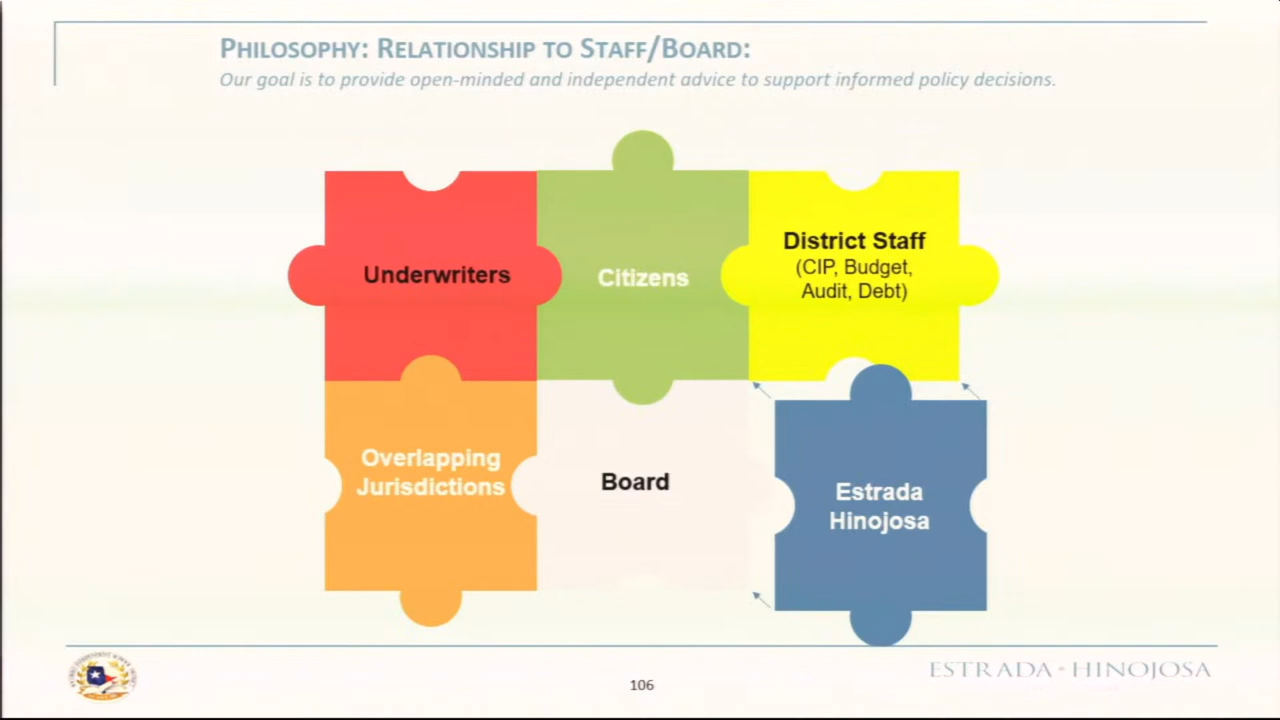 PHILOSOPHY: RELATIONSHIP TO STAFF/BOARD:
Our goal is to provide open-minded and independent advice to support informed policy decisions.
Underwriters
Citizens
District Staff
(CIP, Budget,
Audit, Debt)
Overlapping
Jurisdictions
Board
Estrada
Hinojosa
106
ESTRADA • HINOJOSA